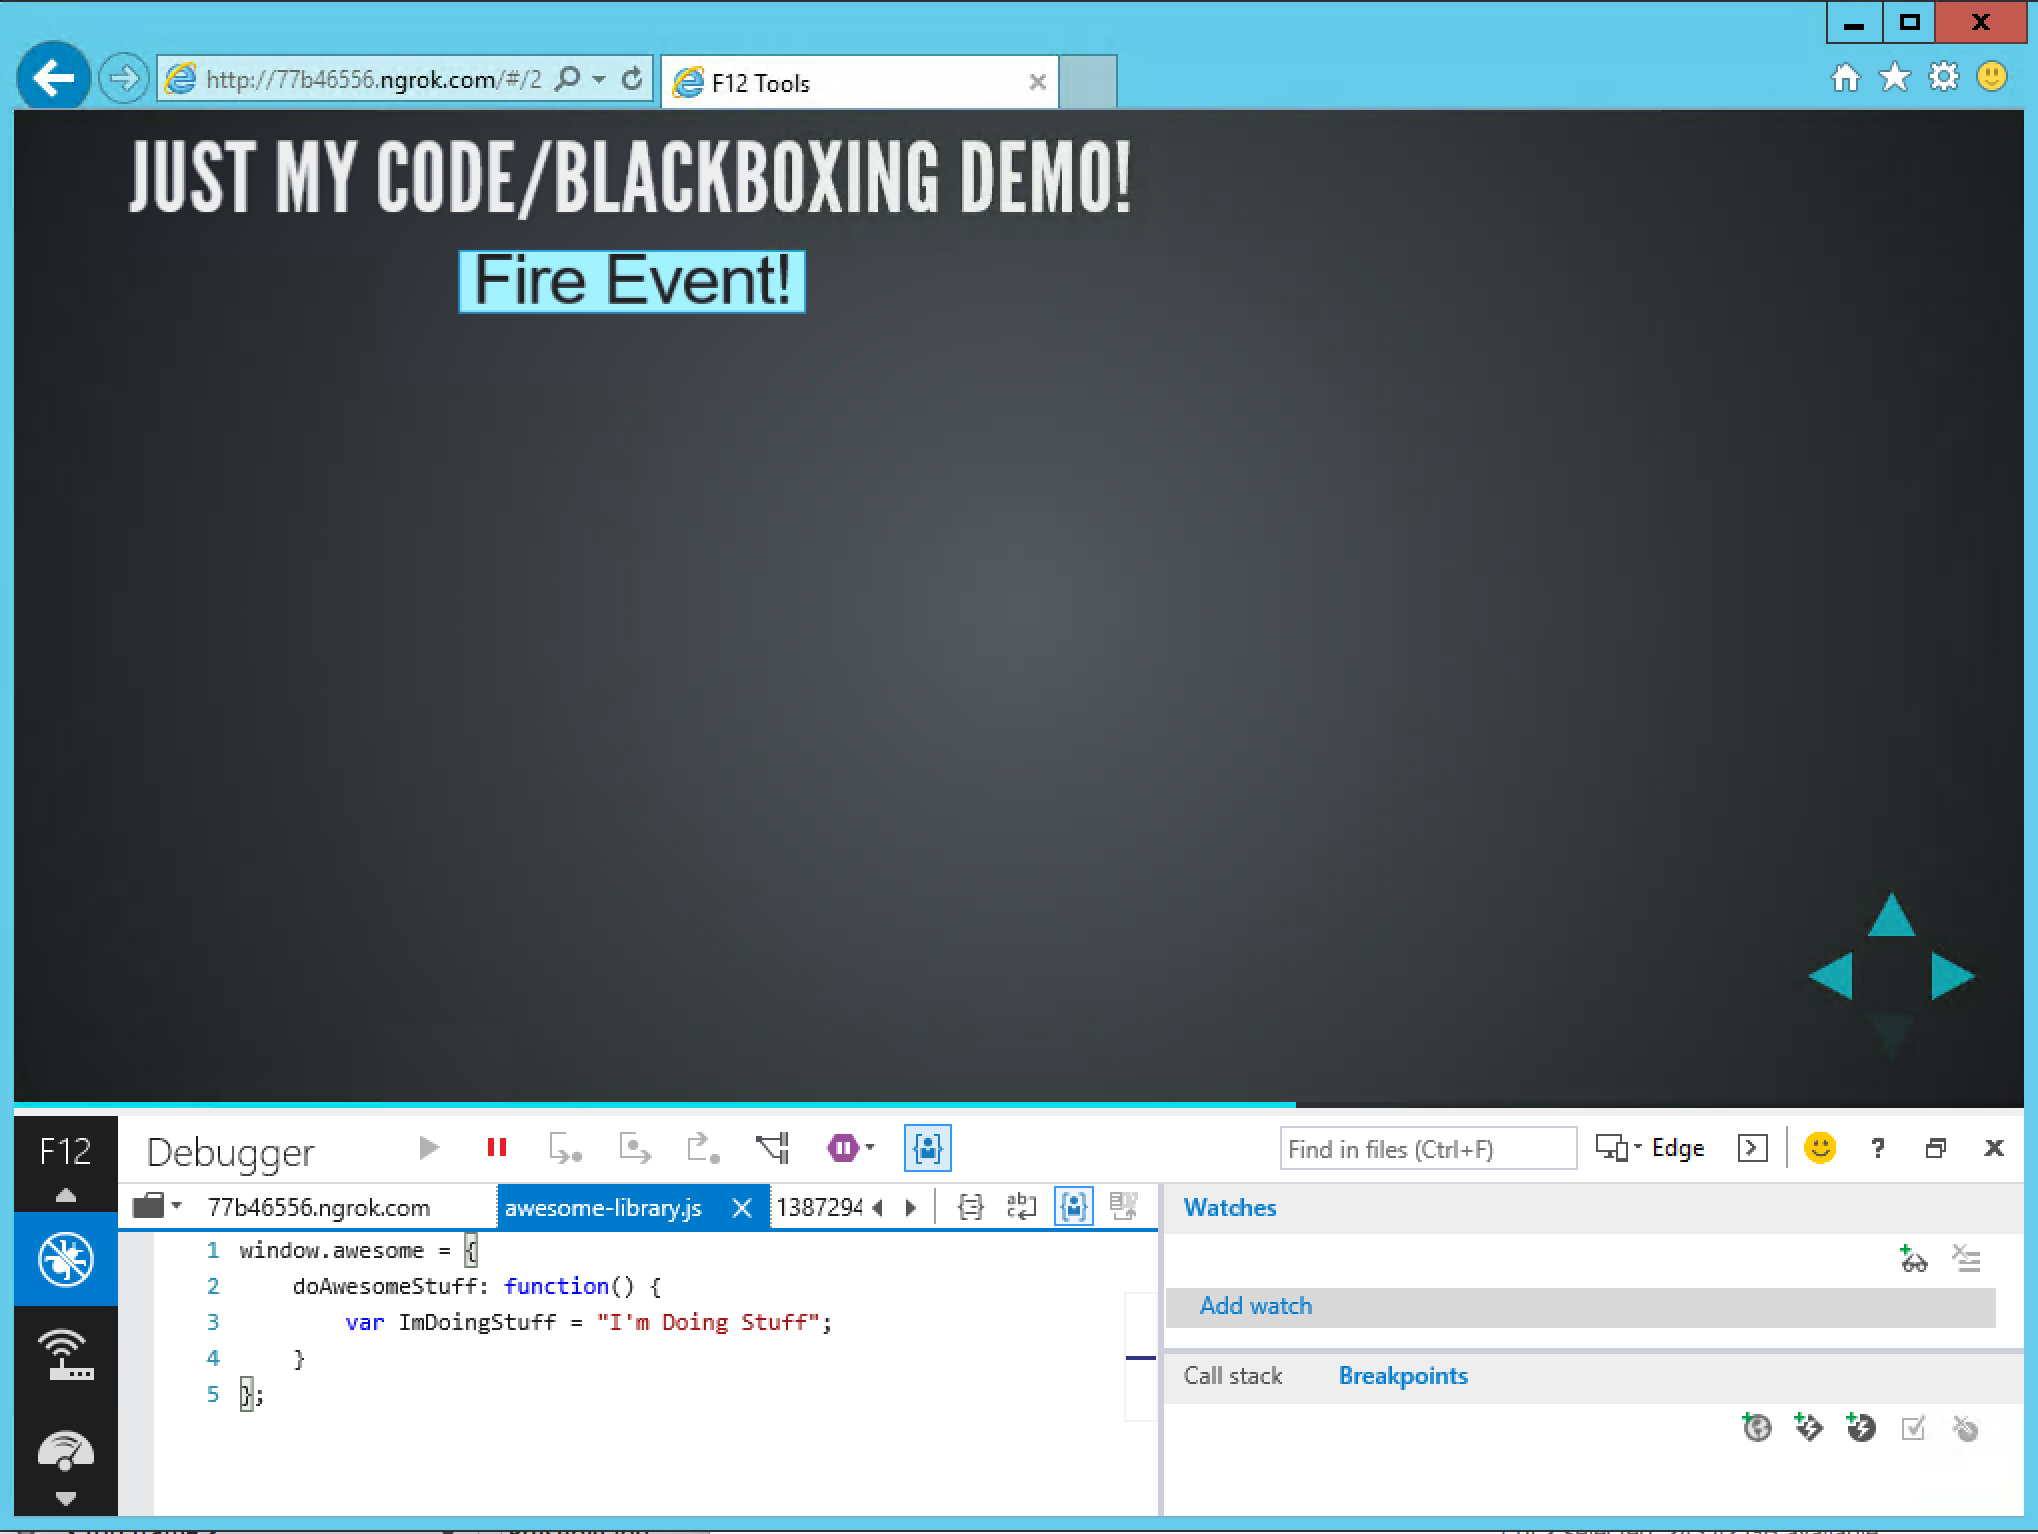 http://77b46556.ngrok.com/#/2
F12 Tools
JUST MY CODE/BLACKBOXING DEMO!
Fire Event!
F12
Debugger
Find in files (Ctrl+F)
Edge
?
77b46556.ngrok.com
awesome-library.js
1387294
Watches
1 window.awesome = {
2 doAwesomeStuff: function() {
3 var ImDoingStuff = "I'm Doing Stuff";
4 }
5 };
Add watch
Call stack
Breakpoints